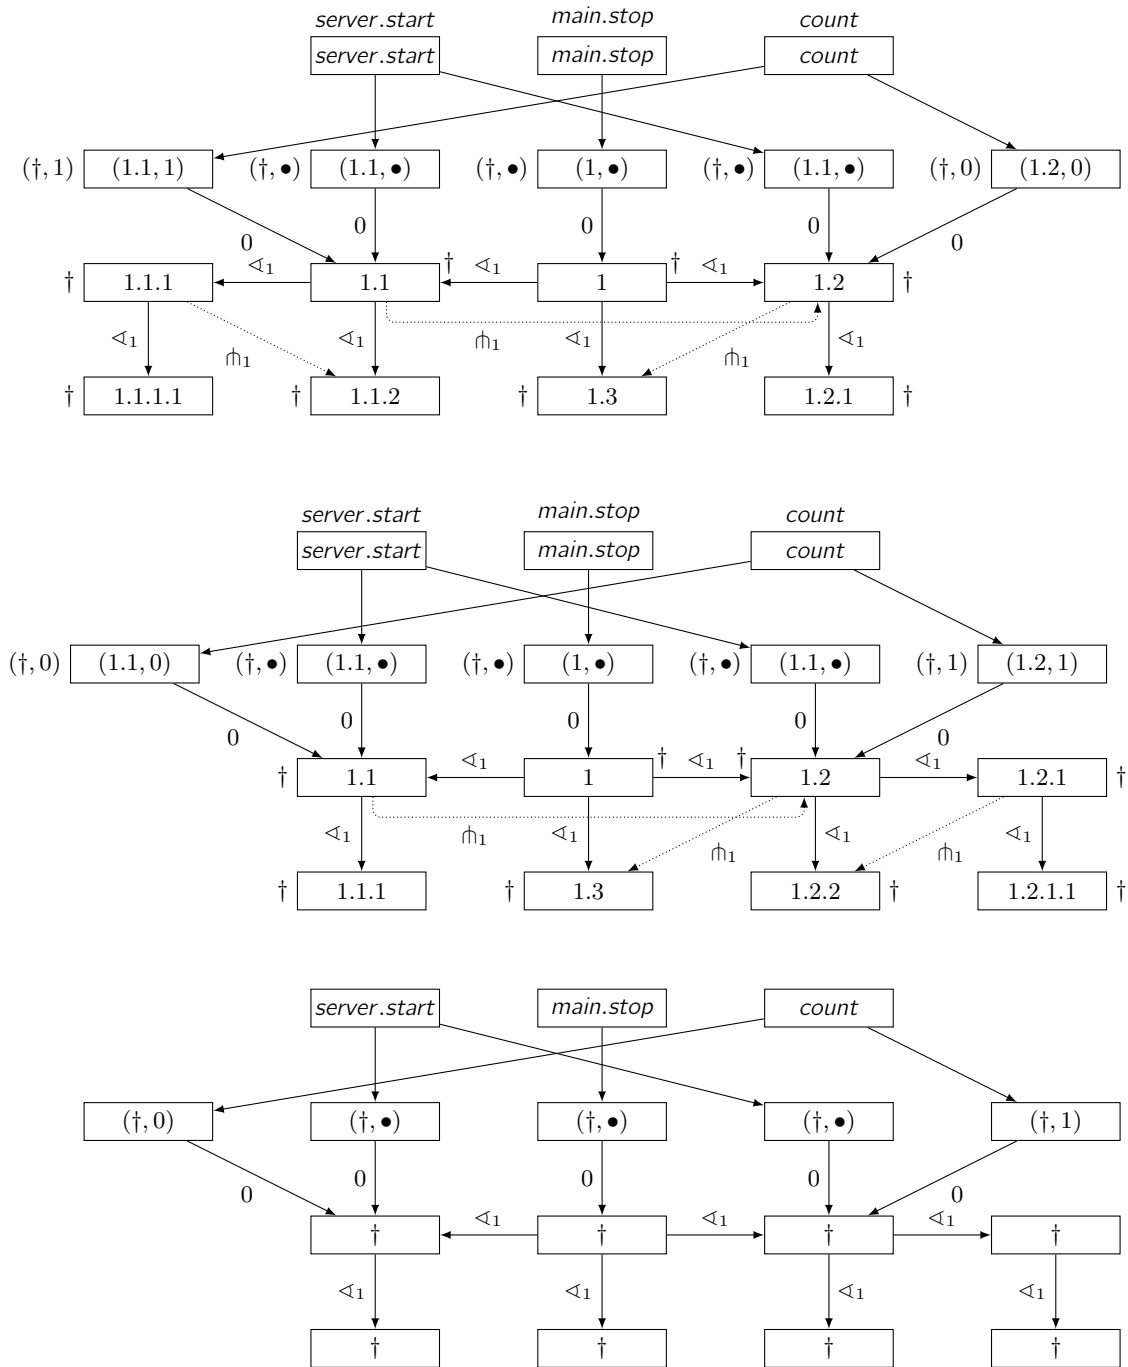 server.start main.stop count
server.start main.stop count
(†, 1) (1.1, 1) (†, •) (1.1, •) (†, •) (1, •) (†, •) (1.1, •) (†, 0) (1.2, 0)
0 0 0 0 0
† 1.1.1 ⊲1 1.1 † ⊲1 1 † ⊲1 1.2 †
⊲1 ⋔1 ⊲1 ⋔1 ⊲1 ⋔1 ⊲1
† 1.1.1.1 † 1.1.2 † 1.3 1.2.1 †
server.start main.stop count
server.start main.stop count
(†, 0) (1.1, 0) (†, •) (1.1, •) (†, •) (1, •) (†, •) (1.1, •) (†, 1) (1.2, 1)
0 0 0 0 0
† 1.1 ⊲1 1 † ⊲1 † 1.2 ⊲1 1.2.1 †
⊲1 ⋔1 ⊲1 ⋔1 ⊲1 ⋔1 ⊲1
† 1.1.1 † 1.3 1.2.2 † 1.2.1.1 †
server.start main.stop count
(†, 0) (†, •) (†, •) (†, •) (†, 1)
0 0 0 0 0
† ⊲1 † ⊲1 † ⊲1 †
⊲1 ⊲1 ⊲1 ⊲1
† † † †